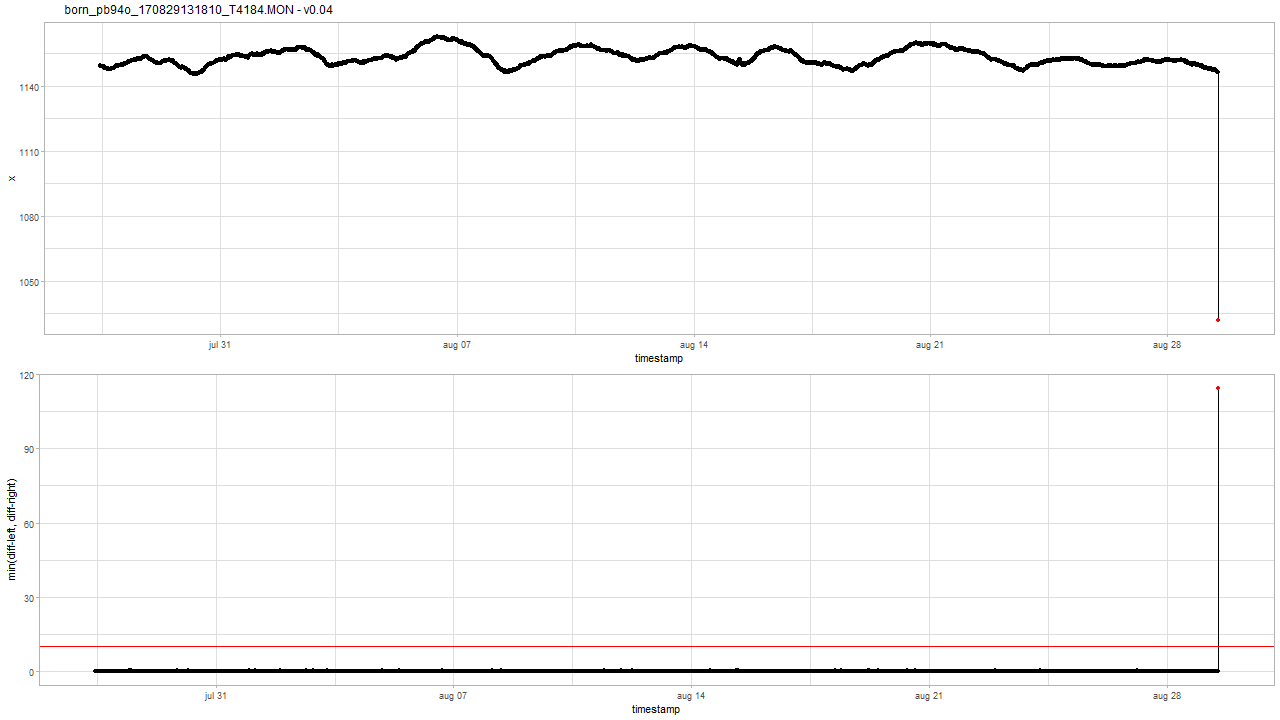 born_pb94o_170829131810_T4184.MON - v0.04
1140
1110
1080
1050
x
jul 31
aug 07
aug 14
aug 21
aug 28
timestamp
120
90
60
30
0
min(diff-left, diff-right)
jul 31
aug 07
aug 14
aug 21
aug 28
timestamp